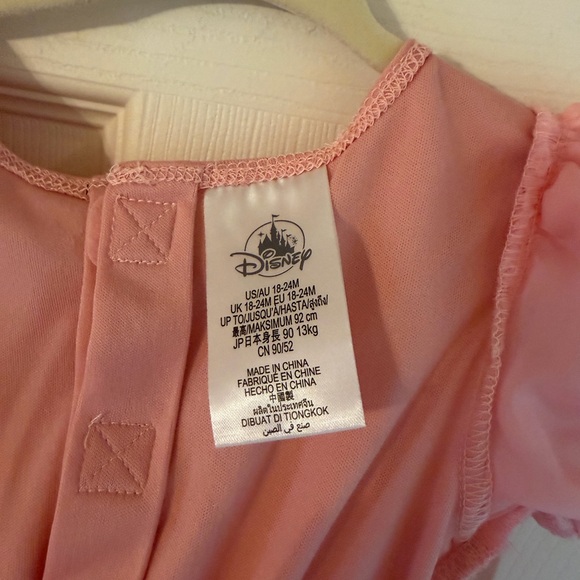 Disney
US/AU 18-24M
UK 18-24M EU 18-24M
UP TO/JUSQU'À/HASTA/สูงถึง/
最高/MAKSIMUM 92 cm
JP日本身長 90 13kg
CN 90/52
MADE IN CHINA
FABRIQUÉ EN CHINE
HECHO EN CHINA
中國製
ผลิตในประเทศจีน
DIBUAT DI TIONGKOK
صنع في الصين